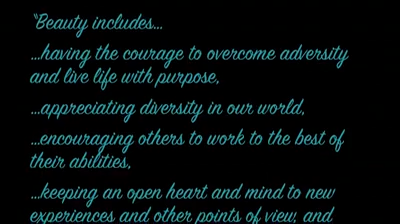 "Beauty includes...
...having the courage to overcome adversity
and live life with purpose,
...appreciating diversity in our world,
...encouraging others to work to the best of
their abilities,
...keeping an open heart and mind to new
experiences and other points of view, and